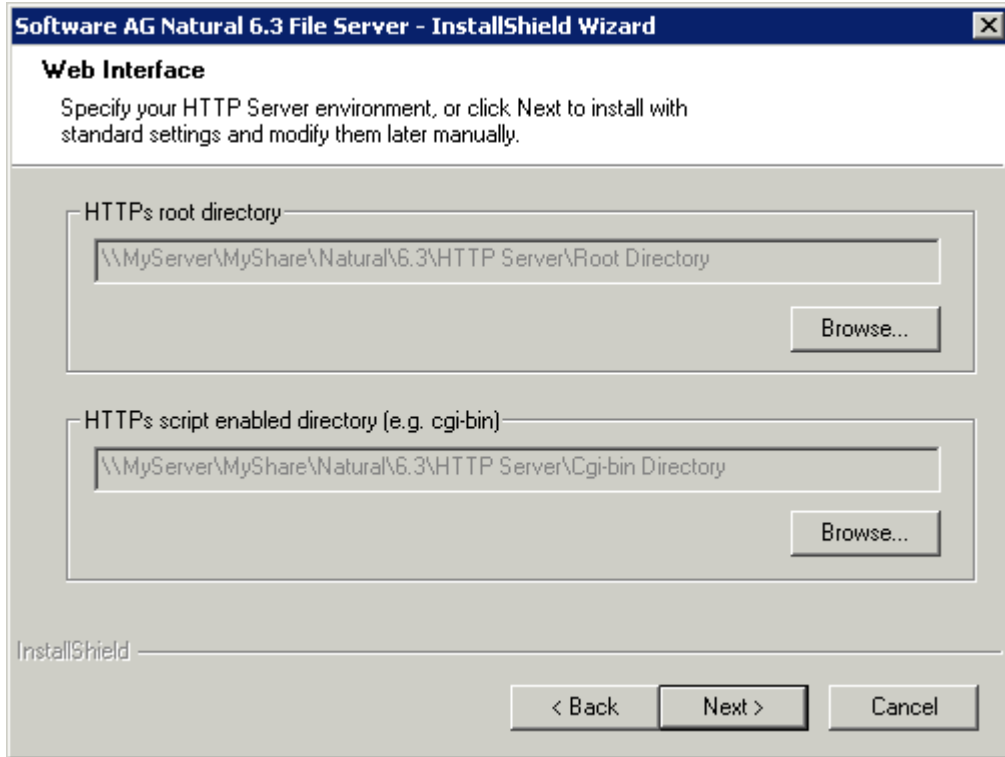 Software AG Natural 6.3 File Server - InstallShield Wizard
Web Interface
Specify your HTTP Server environment, or click Next to install with
standard settings and modify them later manually.
HTTPs root directory
\\MyServer\MyShare\Natural\6.3\HTTP Server\Root Directory
Browse...
HTTPs script enabled directory (e.g. cgi-bin)
\\MyServer\MyShare\Natural\6.3\HTTP Server\Cgi-bin Directory
Browse...
InstallShield
< Back Next > Cancel